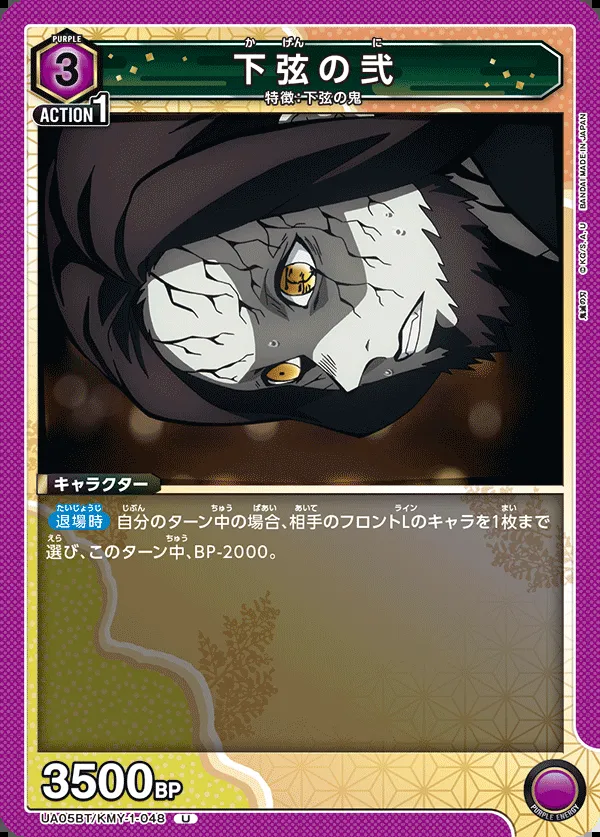 PURPLE
3
ACTION 1
かげん に
下弦の弐
特徴:下弦の鬼
©KG/S,A,U BANDAI MADE IN JAPAN
鬼滅の刃
キャラクター
たいじょうじ じぶん ちゅう ばあい あいて ライン まい
退場時 自分のターン中の場合、相手のフロントLのキャラを1枚まで
えら ちゅう
選び、このターン中、BP-2000。
3500BP
UA05BT/KMY-1-048 U
PURPLE ENERGY